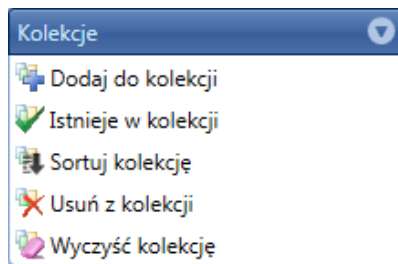 Kolekcje
Dodaj do kolekcji
Istnieje w kolekcji
Sortuj kolekcję
Usuń z kolekcji
Wyczyść kolekcję